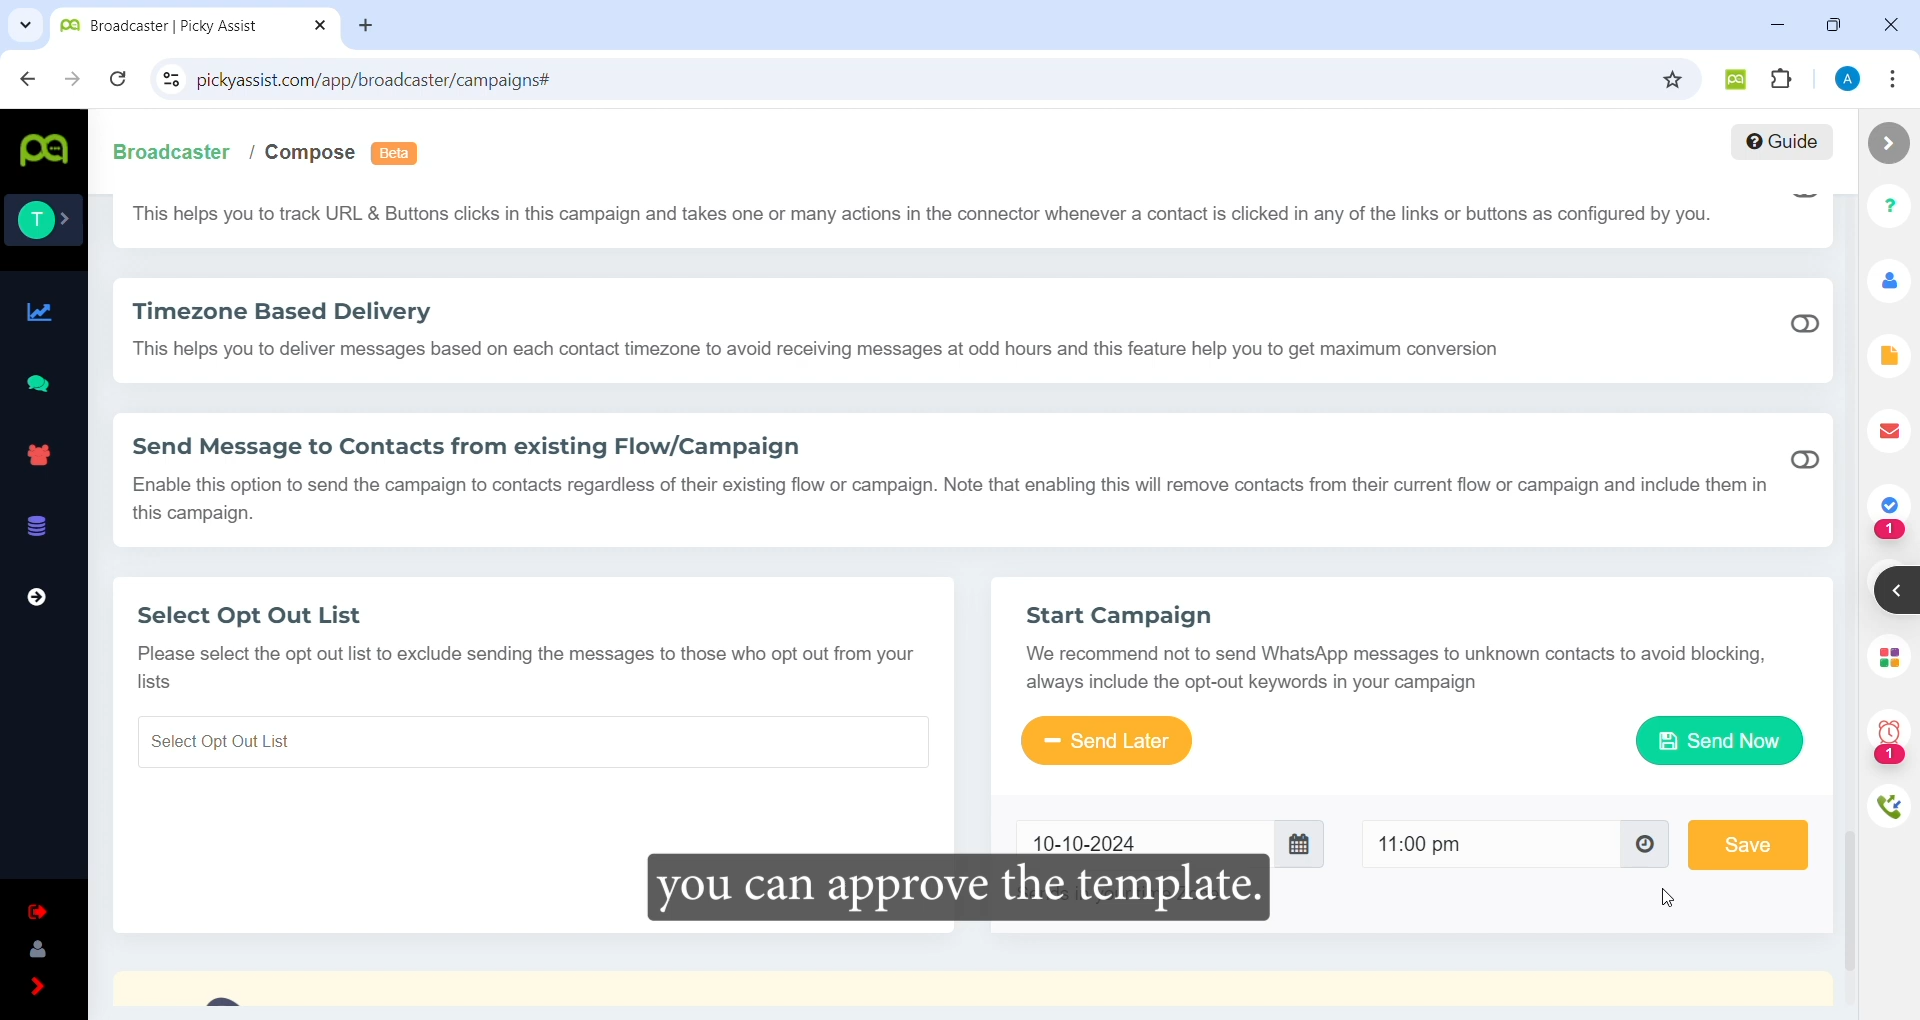 Broadcaster | Picky Assist
pickyassist.com/app/broadcaster/campaigns#
A
Broadcaster / Compose Beta
Guide
T
This helps you to track URL & Buttons clicks in this campaign and takes one or many actions in the connector whenever a contact is clicked in any of the links or buttons as configured by you.
Timezone Based Delivery
This helps you to deliver messages based on each contact timezone to avoid receiving messages at odd hours and this feature help you to get maximum conversion
Send Message to Contacts from existing Flow/Campaign
Enable this option to send the campaign to contacts regardless of their existing flow or campaign. Note that enabling this will remove contacts from their current flow or campaign and include them in
this campaign.
1
Select Opt Out List
Please select the opt out list to exclude sending the messages to those who opt out from your
lists
Select Opt Out List
Start Campaign
We recommend not to send WhatsApp messages to unknown contacts to avoid blocking,
always include the opt-out keywords in your campaign
Send Later
Send Now
1
10-10-2024
11:00 pm
Save
you can approve the template.